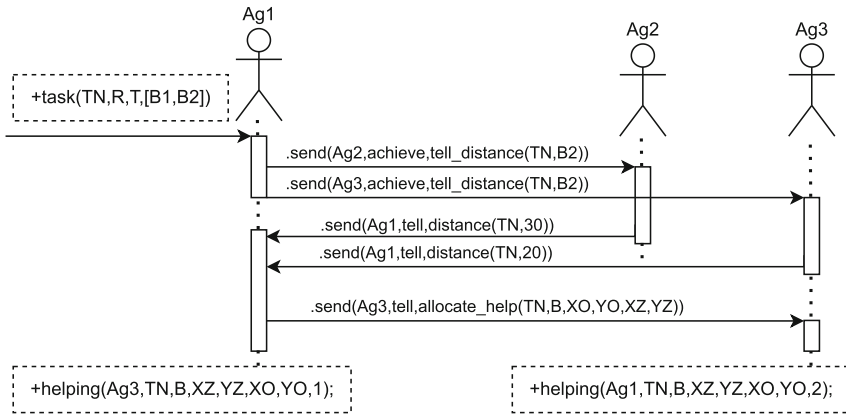 Ag1
Ag2
Ag3
+task(TN,R,T,[B1,B2])
.send(Ag2,achieve,tell_distance(TN,B2))
.send(Ag3,achieve,tell_distance(TN,B2))
.send(Ag1,tell,distance(TN,30))
.send(Ag1,tell,distance(TN,20))
.send(Ag3,tell,allocate_help(TN,B,XO,YO,XZ,YZ))
+helping(Ag3,TN,B,XZ,YZ,XO,YO,1);
+helping(Ag1,TN,B,XZ,YZ,XO,YO,2);